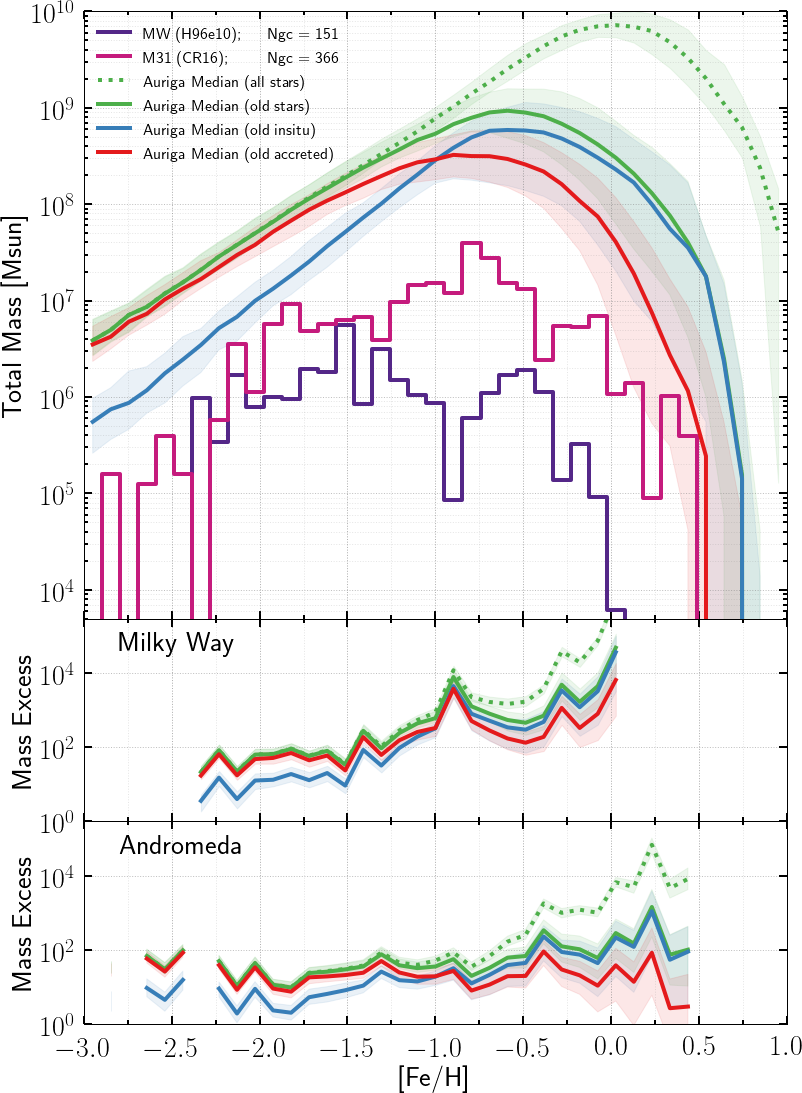 10^10
MW (H96e10); Ngc = 151
M31 (CR16); Ngc = 366
Auriga Median (all stars)
Auriga Median (old stars)
Auriga Median (old insitu)
Auriga Median (old accreted)
10^9
10^8
10^7
10^6
10^5
10^4
Total Mass [Msun]
Milky Way
10^4
10^2
10^0
Mass Excess
Andromeda
10^4
10^2
10^0
Mass Excess
−3.0 −2.5 −2.0 −1.5 −1.0 −0.5 0.0 0.5 1.0
[Fe/H]